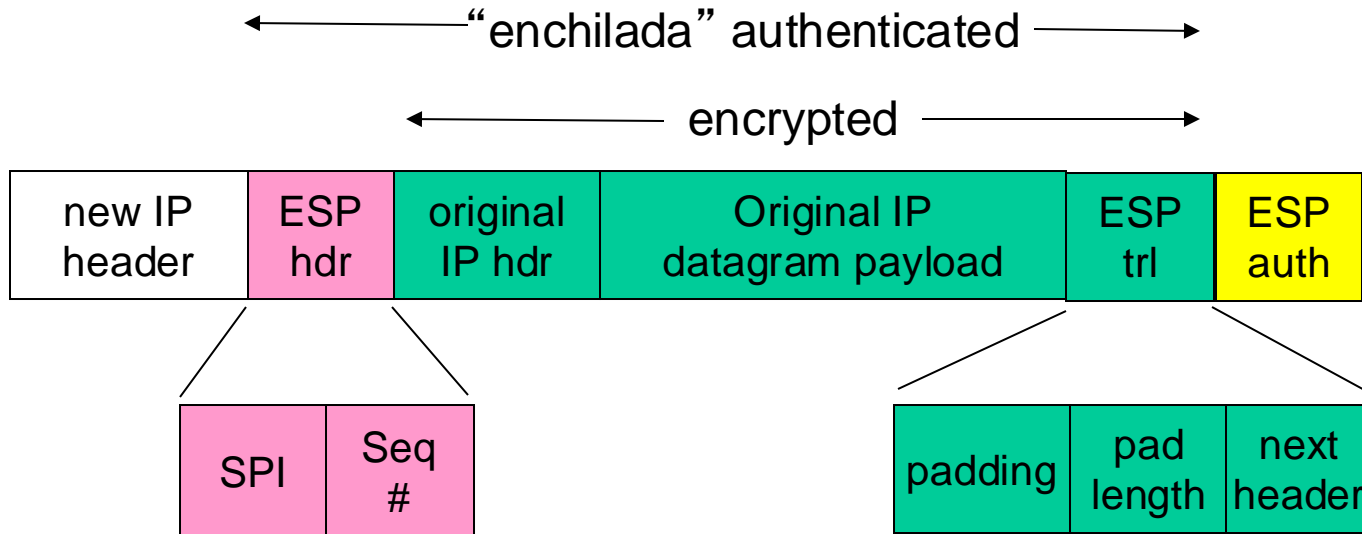 “enchilada” authenticated
encrypted
new IP
header
ESP
hdr
original
IP hdr
Original IP
datagram payload
ESP
trl
ESP
auth
SPI
Seq
#
padding
pad
length
next
header